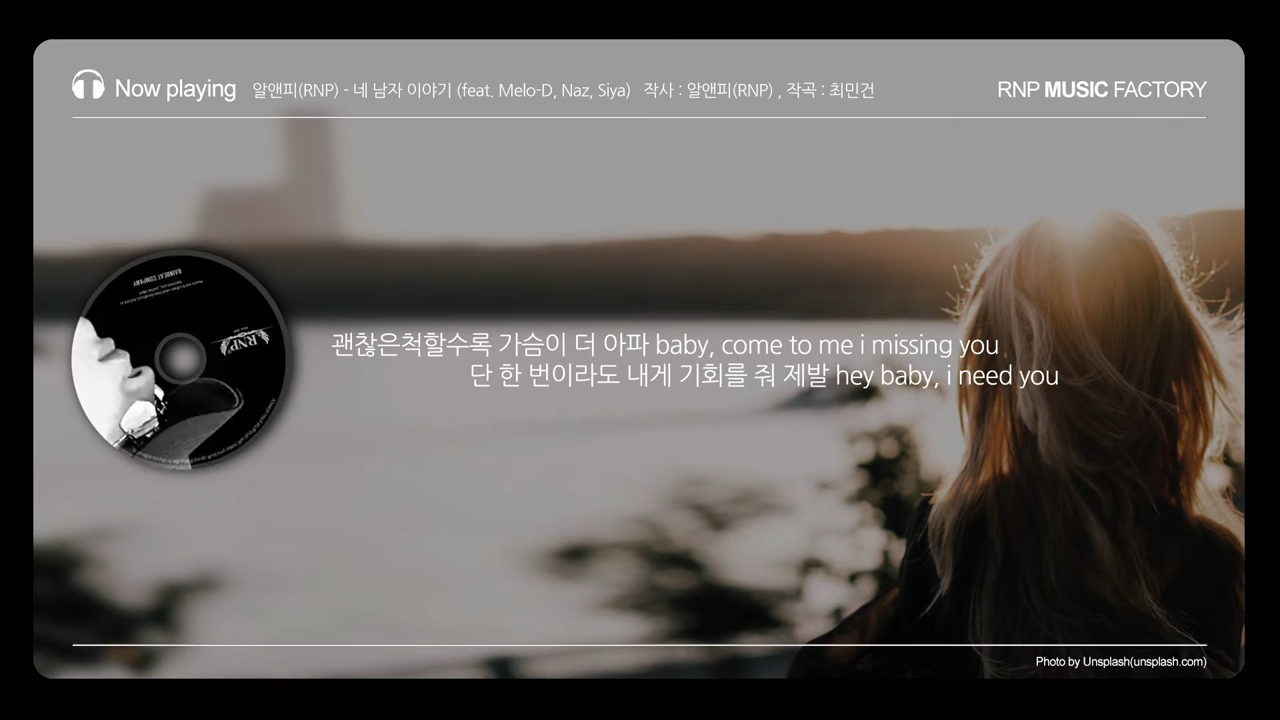 Now playing 알앤피(RNP) - 네 남자 이야기 (feat. Melo-D, Naz, Siya) 작사 : 알앤피(RNP) , 작곡 : 최민건 RNP MUSIC FACTORY
RAINBEAT COMPANY
RNP
괜찮은척할수록 가슴이 더 아파 baby, come to me i missing you
단 한 번이라도 내게 기회를 줘 제발 hey baby, i need you
Photo by Unsplash(unsplash.com)